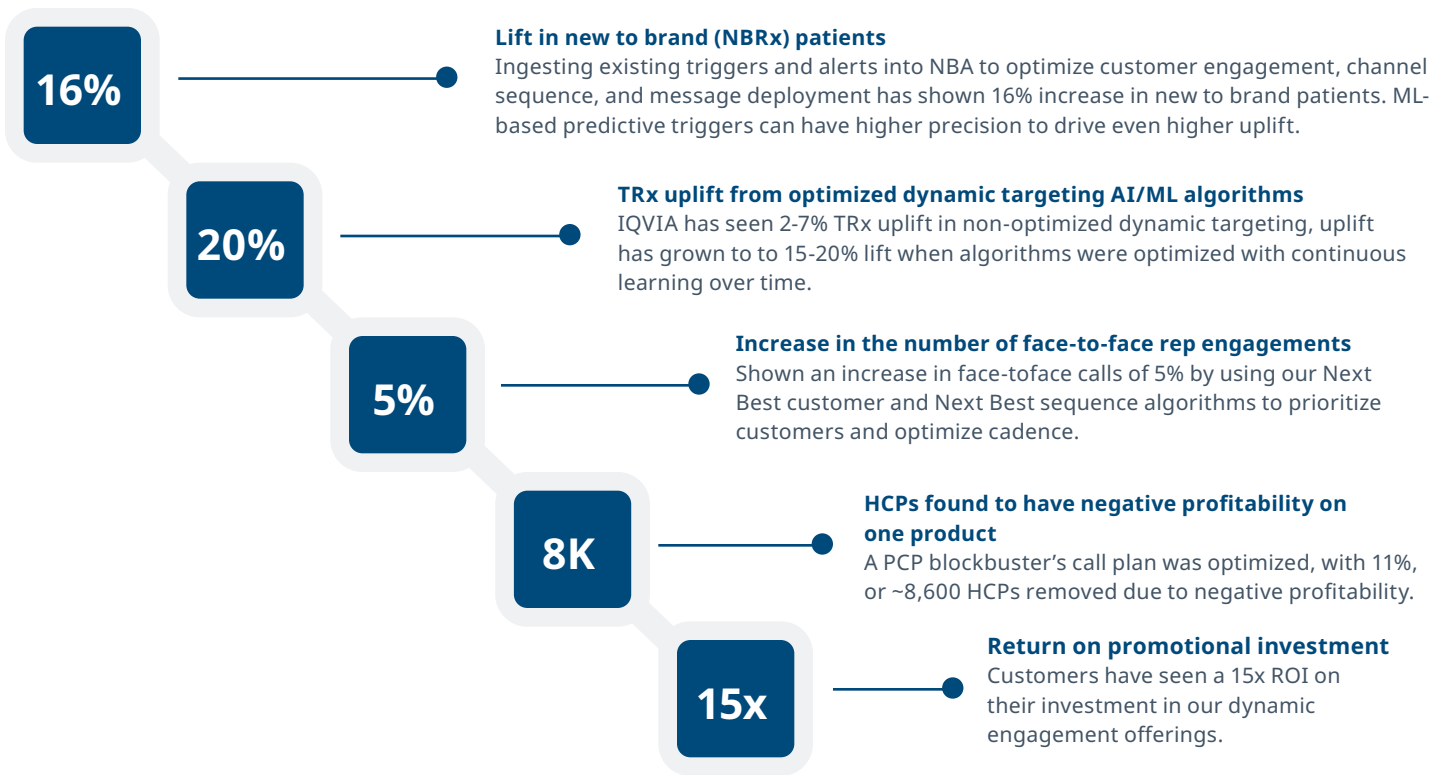 16%
Lift in new to brand (NBRx) patients
Ingesting existing triggers and alerts into NBA to optimize customer engagement, channel
sequence, and message deployment has shown 16% increase in new to brand patients. ML-
based predictive triggers can have higher precision to drive even higher uplift.
20%
TRx uplift from optimized dynamic targeting AI/ML algorithms
IQVIA has seen 2-7% TRx uplift in non-optimized dynamic targeting, uplift
has grown to to 15-20% lift when algorithms were optimized with continuous
learning over time.
5%
Increase in the number of face-to-face rep engagements
Shown an increase in face-toface calls of 5% by using our Next
Best customer and Next Best sequence algorithms to prioritize
customers and optimize cadence.
8K
HCPs found to have negative profitability on
one product
A PCP blockbuster’s call plan was optimized, with 11%,
or ~8,600 HCPs removed due to negative profitability.
15x
Return on promotional investment
Customers have seen a 15x ROI on
their investment in our dynamic
engagement offerings.